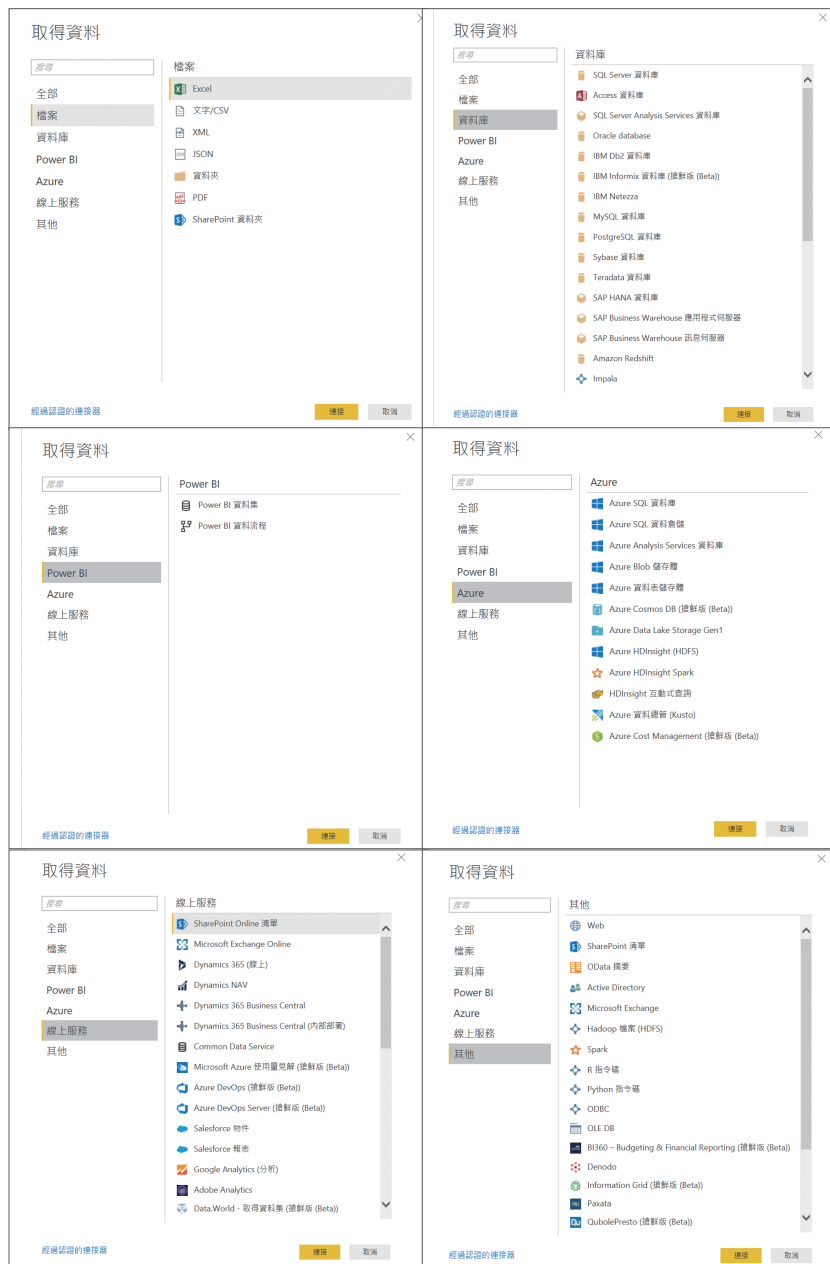 取得資料
搜尋
全部
檔案
資料庫
Power BI
Azure
線上服務
其他
檔案
Excel
文字/CSV
XML
JSON
資料夾
PDF
SharePoint 資料夾
經過認證的連接器
連接
取消
取得資料
搜尋
全部
檔案
資料庫
Power BI
Azure
線上服務
其他
資料庫
SQL Server 資料庫
Access 資料庫
SQL Server Analysis Services 資料庫
Oracle database
IBM Db2 資料庫
IBM Informix 資料庫 (搶鮮版 (Beta))
IBM Netezza
MySQL 資料庫
PostgreSQL 資料庫
Sybase 資料庫
Teradata 資料庫
SAP HANA 資料庫
SAP Business Warehouse 應用程式伺服器
SAP Business Warehouse 訊息伺服器
Amazon Redshift
Impala
經過認證的連接器
連接
取消
取得資料
搜尋
全部
檔案
資料庫
Power BI
Azure
線上服務
其他
Power BI
Power BI 資料集
Power BI 資料流程
經過認證的連接器
連接
取消
取得資料
搜尋
全部
檔案
資料庫
Power BI
Azure
線上服務
其他
Azure
Azure SQL 資料庫
Azure SQL 資料倉儲
Azure Analysis Services 資料庫
Azure Blob 儲存體
Azure 資料表儲存體
Azure Cosmos DB (搶鮮版 (Beta))
Azure Data Lake Storage Gen1
Azure HDInsight (HDFS)
Azure HDInsight Spark
HDInsight 互動式查詢
Azure 資料總管 (Kusto)
Azure Cost Management (搶鮮版 (Beta))
經過認證的連接器
連接
取消
取得資料
搜尋
全部
檔案
資料庫
Power BI
Azure
線上服務
其他
線上服務
SharePoint Online 清單
Microsoft Exchange Online
Dynamics 365 (線上)
Dynamics NAV
Dynamics 365 Business Central
Dynamics 365 Business Central (內部部署)
Common Data Service
Microsoft Azure 使用量見解 (搶鮮版 (Beta))
Azure DevOps (搶鮮版 (Beta))
Azure DevOps Server (搶鮮版 (Beta))
Salesforce 物件
Salesforce 報表
Google Analytics (分析)
Adobe Analytics
Data.World - 取得資料集 (搶鮮版 (Beta))
經過認證的連接器
連接
取消
取得資料
搜尋
全部
檔案
資料庫
Power BI
Azure
線上服務
其他
其他
Web
SharePoint 清單
OData 摘要
Active Directory
Microsoft Exchange
Hadoop 檔案 (HDFS)
Spark
R 指令碼
Python 指令碼
ODBC
OLE DB
BI360 – Budgeting & Financial Reporting (搶鮮版 (Beta))
Denodo
Information Grid (搶鮮版 (Beta))
Paxata
QubolePresto (搶鮮版 (Beta))
經過認證的連接器
連接
取消